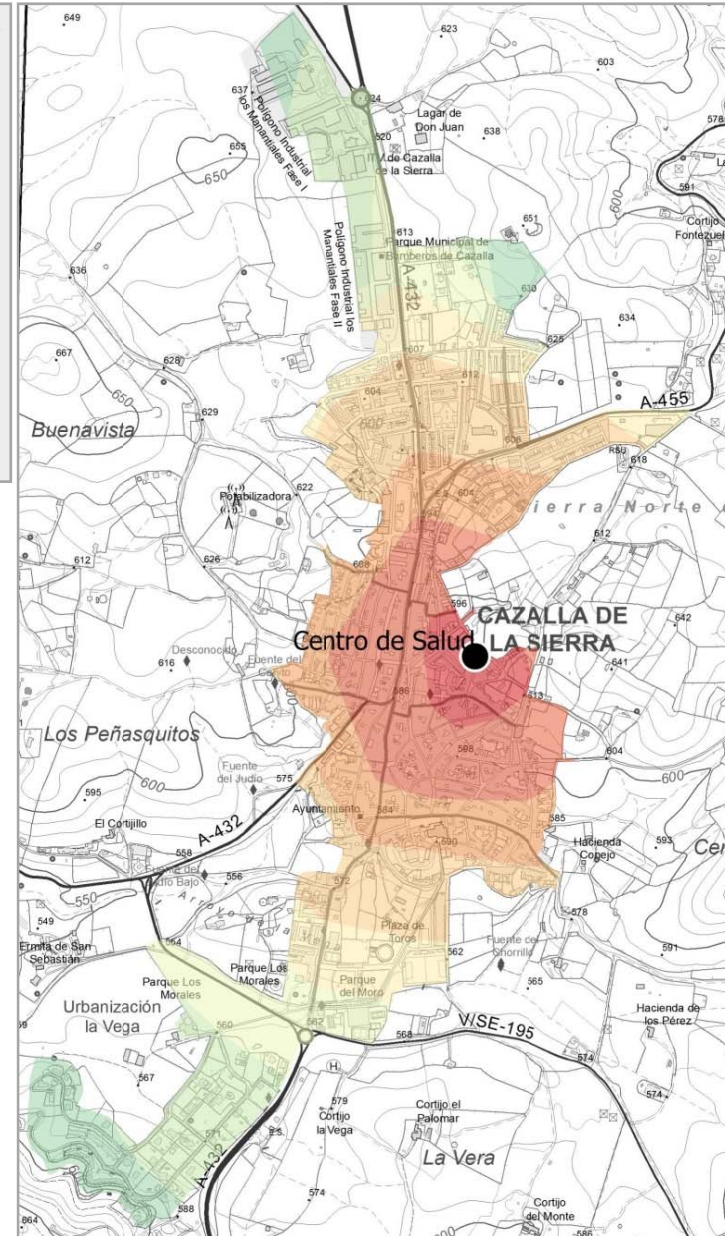 649
623
603
637
624
Polígono Industrial
los Manantiales Fase I
Lagar de
Don Juan
520
638
578
ITV de Cazalla
de la Sierra
655
650
600
591
651
Cortijo
613
Parque Municipal de
Bomberos de Cazalla
Polígono Industrial los
Manantiales Fase II
A-432
636
630
634
625
607
667
628
604
612
650
600
629
A-455
Buenavista
606
RSU
618
622
604
Potabilizadora
Sierra Norte
612
626
612
608
596
CAZALLA DE
LA SIERRA
642
Centro de Salud
Desconocido
616
641
600
586
613
Los Peñasquitos
598
604
Fuente
del Judío
575
600
600
595
Ayuntamiento
584
El Cortijillo
A-432
585
558
590
Hacienda
593
556
572
550
578
549
564
Plaza de
Toros
562
591
Ermita de San
Sebastián
Parque Los
Morales
Parque Los
Morales
Parque
del Moro
565
Urbanización
la Vega
560
562
568
V/SE-195
Hacienda de
los Pérez
574
H
567
579
574
Cortijo
la Vega
Cortijo el
Palomar
571
E.S.
A-432
La Vera
574
588
Cortijo
del Monte
664
586